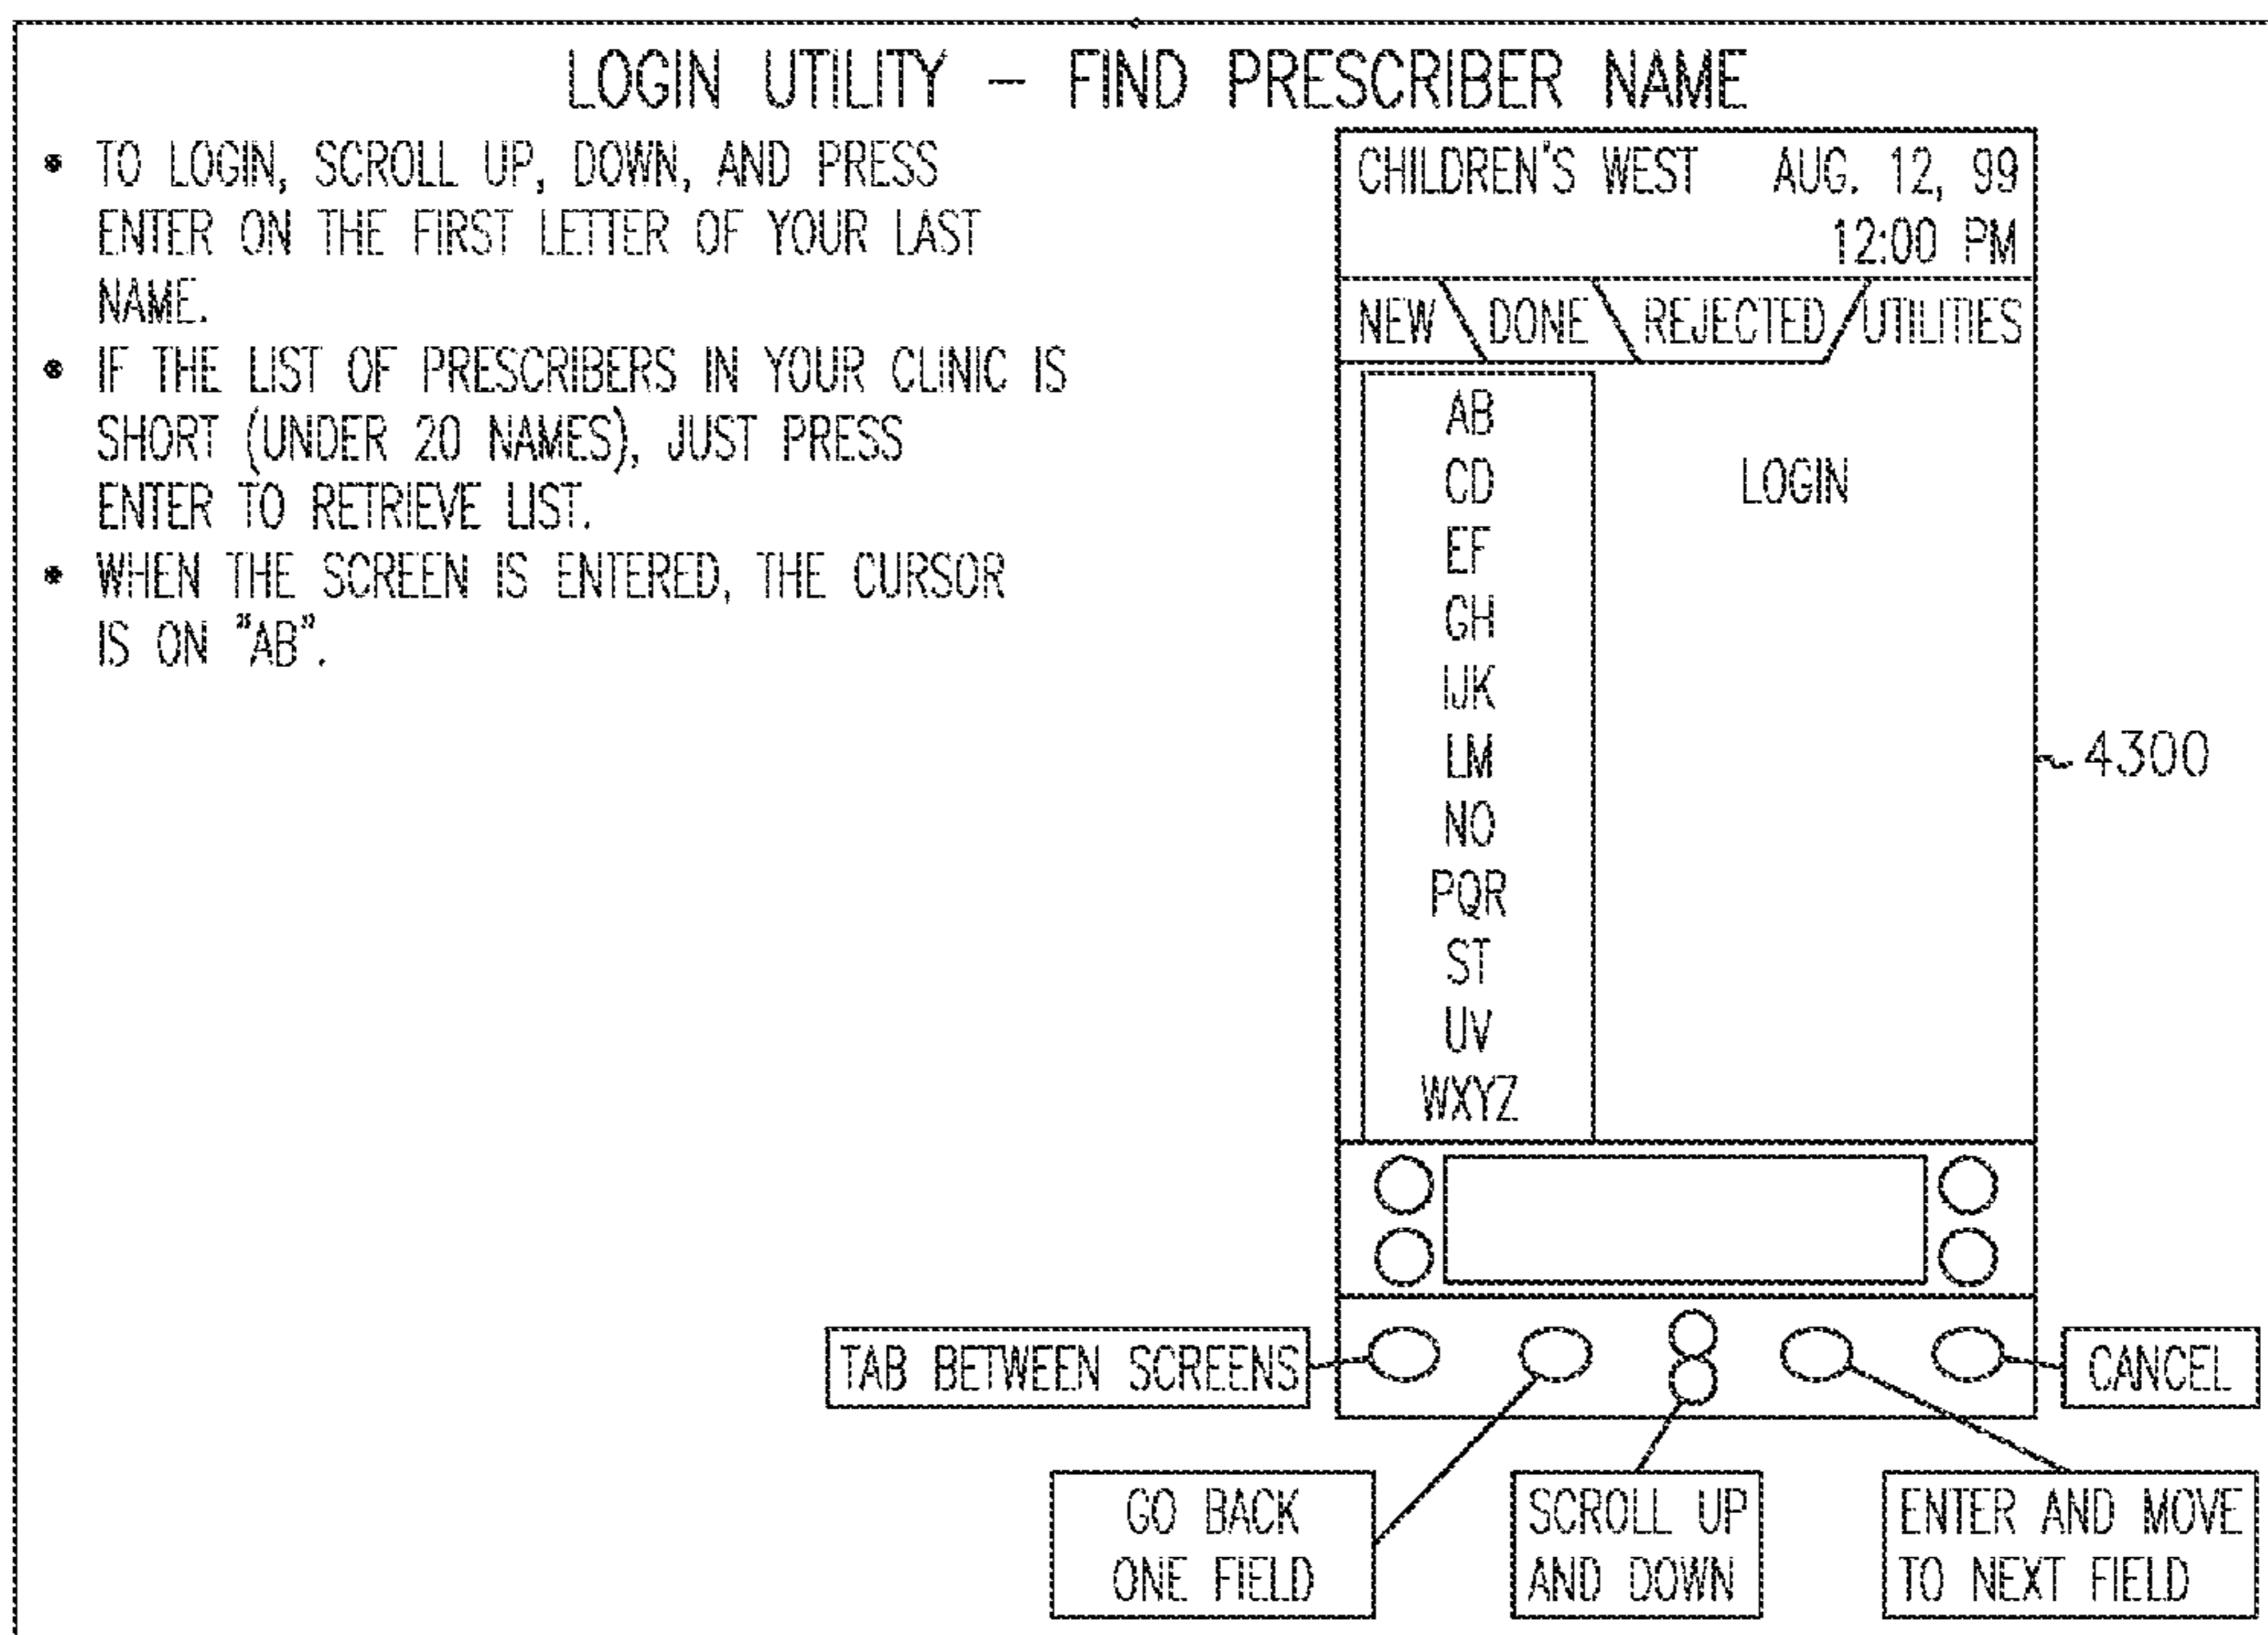 LOGIN UTILITY – FIND PRESCRIBER NAME
• TO LOGIN, SCROLL UP, DOWN, AND PRESS
ENTER ON THE FIRST LETTER OF YOUR LAST
NAME.
• IF THE LIST OF PRESCRIBERS IN YOUR CLINIC IS
SHORT (UNDER 20 NAMES), JUST PRESS
ENTER TO RETRIEVE LIST.
• WHEN THE SCREEN IS ENTERED, THE CURSOR
IS ON "AB".
CHILDREN'S WEST AUG. 12, 99
12:00 PM
NEW DONE REJECTED UTILITIES
AB
CD
LOGIN
EF
GH
IJK
LM
NO
PQR
ST
UV
WXYZ
4300
TAB BETWEEN SCREENS
CANCEL
GO BACK
ONE FIELD
SCROLL UP
AND DOWN
ENTER AND MOVE
TO NEXT FIELD